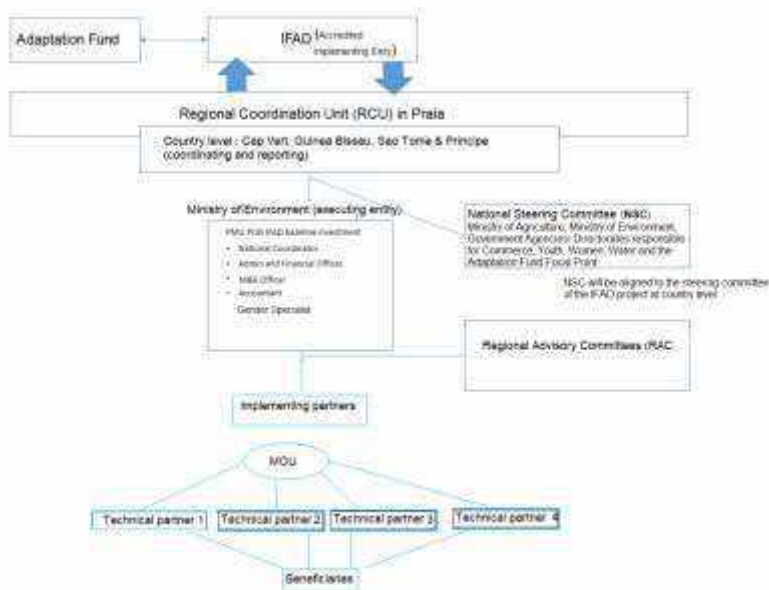 Adaptation Fund
IFAD (Accredited
Implementing Entity)
Regional Coordination Unit (RCU) in Praia
Country level : Cap Vert, Guinea Bissau, Sao Tome & Principe
(coordinating and reporting)
Ministry of Environment (executing entity)
PMU IFAD baseline investment
• National Coordinator
• Admin and Financial Officer
• M&E Officer
• Accountant
Gender Specialist
National Steering Committee (NSC)
Ministry of Agriculture, Ministry of Environment,
Government Agencies: Directorates responsible
for Commerce, Youth, Women, Water and the
Adaptation Fund Focal Point
NSC will be aligned to the steering committee
of the IFAD project at country level
Regional Advisory Committees (RAC
Implementing partners
MOU
Technical partner 1
Technical partner 2
Technical partner 3
Technical partner 4
Beneficiaries